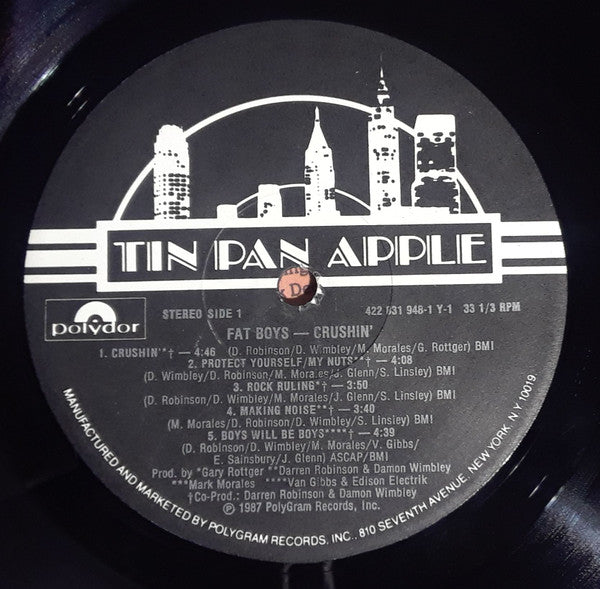 TIN PAN APPLE
polydor
STEREO SIDE 1
422 831 948-1 Y-1 33 1/3 RPM
FAT BOYS — CRUSHIN'
1. CRUSHIN'*† — 4:46 (D. Robinson/D. Wimbley/M. Morales/G. Rottger) BMI
2. PROTECT YOURSELF/MY NUTS**† — 4:08
(D. Wimbley/D. Robinson/M. Morales/J. Glenn/S. Linsley) BMI
3. ROCK RULING*† — 3:50
(D. Robinson/D. Wimbley/M. Morales/J. Glenn/S. Linsley) BMI
4. MAKING NOISE**† — 3:40
(M. Morales/D. Robinson/D. Wimbley/S. Linsley) BMI
5. BOYS WILL BE BOYS****† — 4:39
(D. Robinson/D. Wimbley/M. Morales/V. Gibbs/
E. Sainsbury/J. Glenn) ASCAP/BMI
Prod. by *Gary Rottger **Darren Robinson & Damon Wimbley
***Mark Morales ****Van Gibbs & Edison Electrik
†Co-Prod.: Darren Robinson & Damon Wimbley
Ⓟ 1987 PolyGram Records, Inc.
MANUFACTURED AND MARKETED BY POLYGRAM RECORDS, INC., 810 SEVENTH AVENUE, NEW YORK, NY 10019